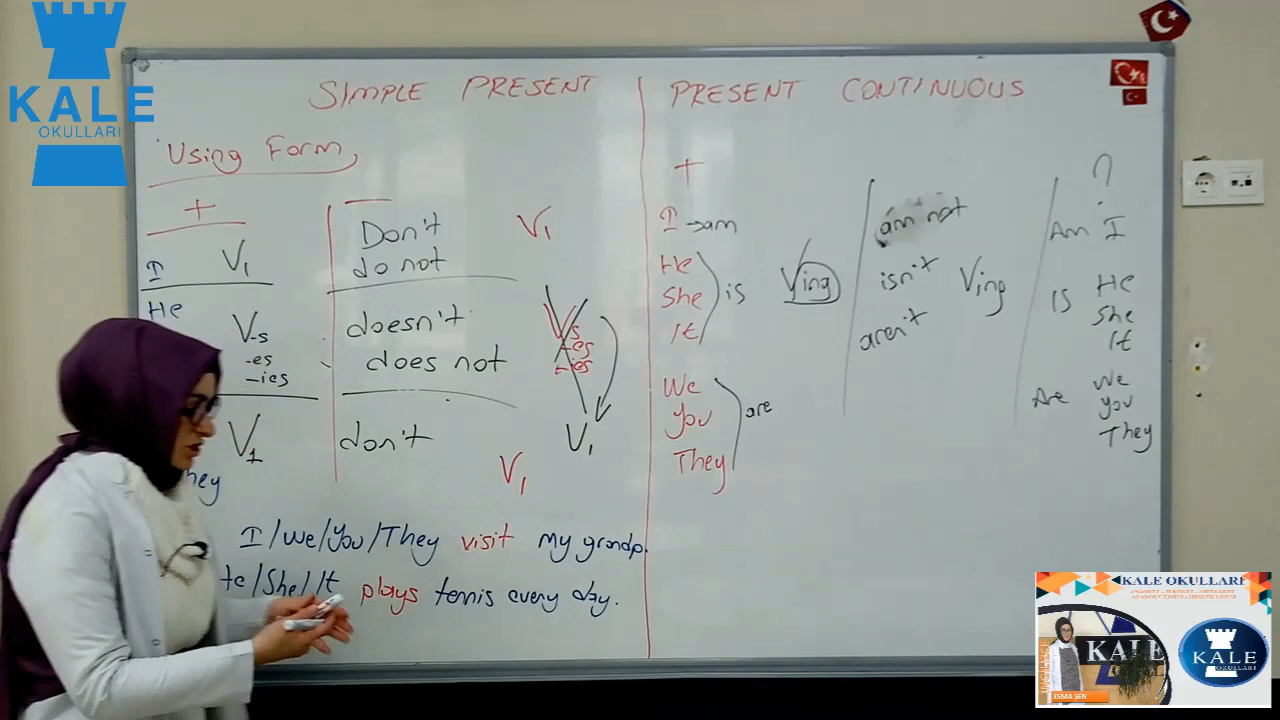 KALE
OKULLARI
SIMPLE PRESENT
Using Form,
+
I V1
He
V-s
-es
-ies
V1
hey
—
Don't V1
do not
doesn't
does not
Vs
-es
-ies
V1
don't
V1
I/We/You/They visit my grandp.
He/She/It plays tennis every day.
PRESENT CONTINUOUS
+
I → am
He
She
It
is Ving
We
You
They
are
am not
isn't Ving
aren't
?
Am I
Is He
She
It
Are We
you
They
KALE OKULLARI
KALE
KALE
OKULLARI
ESMA ŞEN